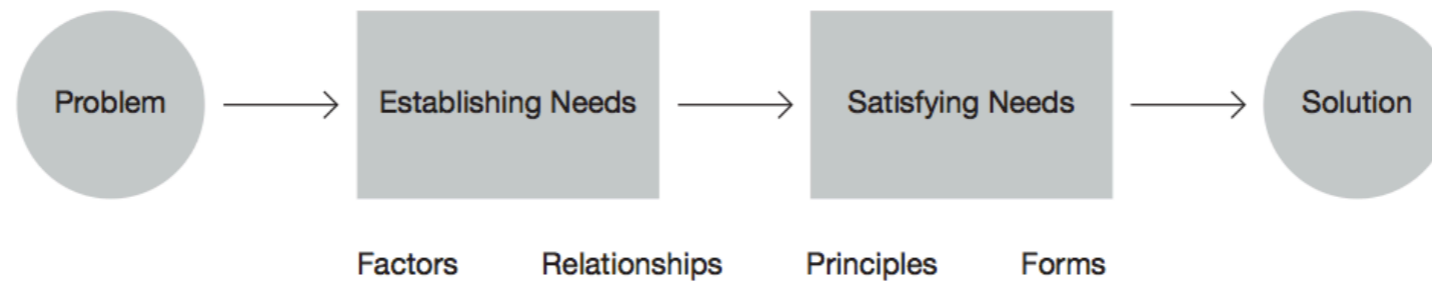 Problem Establishing Needs Satisfying Needs Solution
Factors Relationships Principles Forms